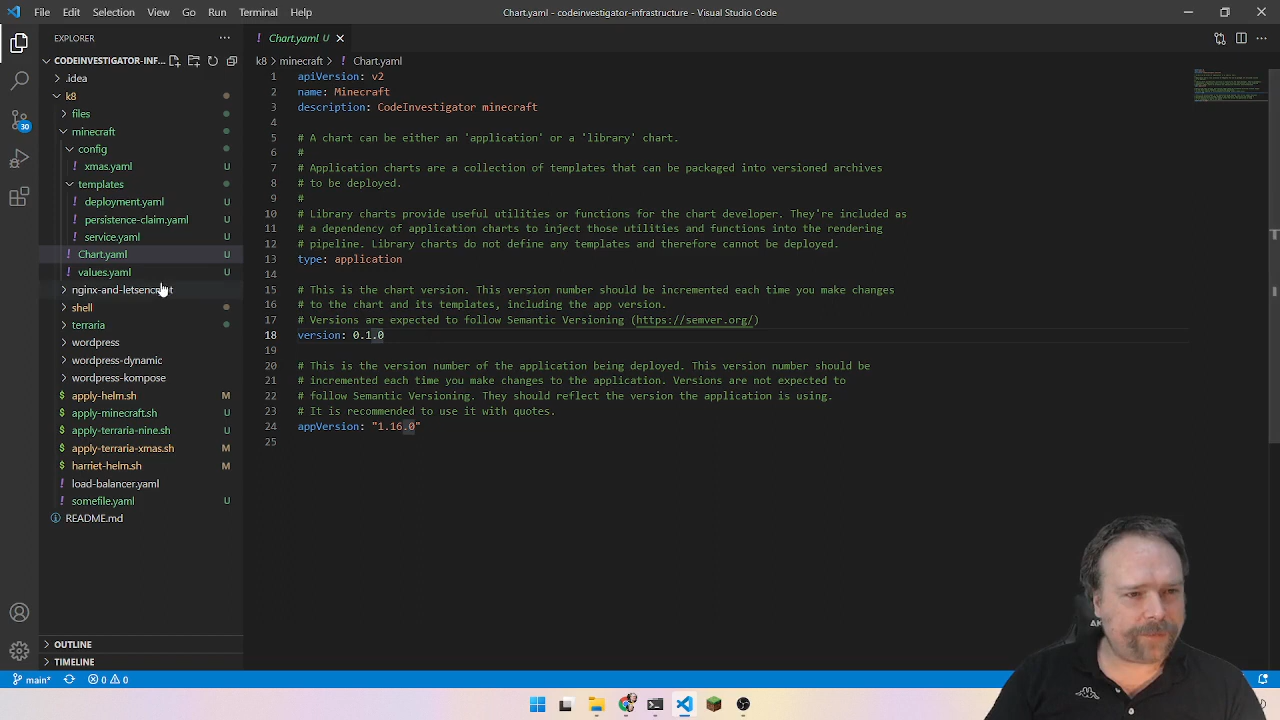 File Edit Selection View Go Run Terminal Help
Chart.yaml - codeinvestigator-infrastructure - Visual Studio Code
EXPLORER
CODEINVESTIGATOR-INF...
.idea
k8
files
minecraft
config
xmas.yaml U
templates
deployment.yaml U
persistence-claim.yaml U
service.yaml U
Chart.yaml U
values.yaml U
nginx-and-letsencrypt
shell
terraria
wordpress
wordpress-dynamic
wordpress-kompose
apply-helm.sh M
apply-minecraft.sh U
apply-terraria-nine.sh U
apply-terraria-xmas.sh M
harriet-helm.sh M
load-balancer.yaml
somefile.yaml U
README.md
OUTLINE
TIMELINE
30
Chart.yaml U
k8 > minecraft > Chart.yaml
1 apiVersion: v2
2 name: Minecraft
3 description: CodeInvestigator minecraft
4
5 # A chart can be either an 'application' or a 'library' chart.
6 #
7 # Application charts are a collection of templates that can be packaged into versioned archives
8 # to be deployed.
9 #
10 # Library charts provide useful utilities or functions for the chart developer. They're included as
11 # a dependency of application charts to inject those utilities and functions into the rendering
12 # pipeline. Library charts do not define any templates and therefore cannot be deployed.
13 type: application
14
15 # This is the chart version. This version number should be incremented each time you make changes
16 # to the chart and its templates, including the app version.
17 # Versions are expected to follow Semantic Versioning (https://semver.org/)
18 version: 0.1.0
19
20 # This is the version number of the application being deployed. This version number should be
21 # incremented each time you make changes to the application. Versions are not expected to
22 # follow Semantic Versioning. They should reflect the version the application is using.
23 # It is recommended to use it with quotes.
24 appVersion: "1.16.0"
25
main* 0 0